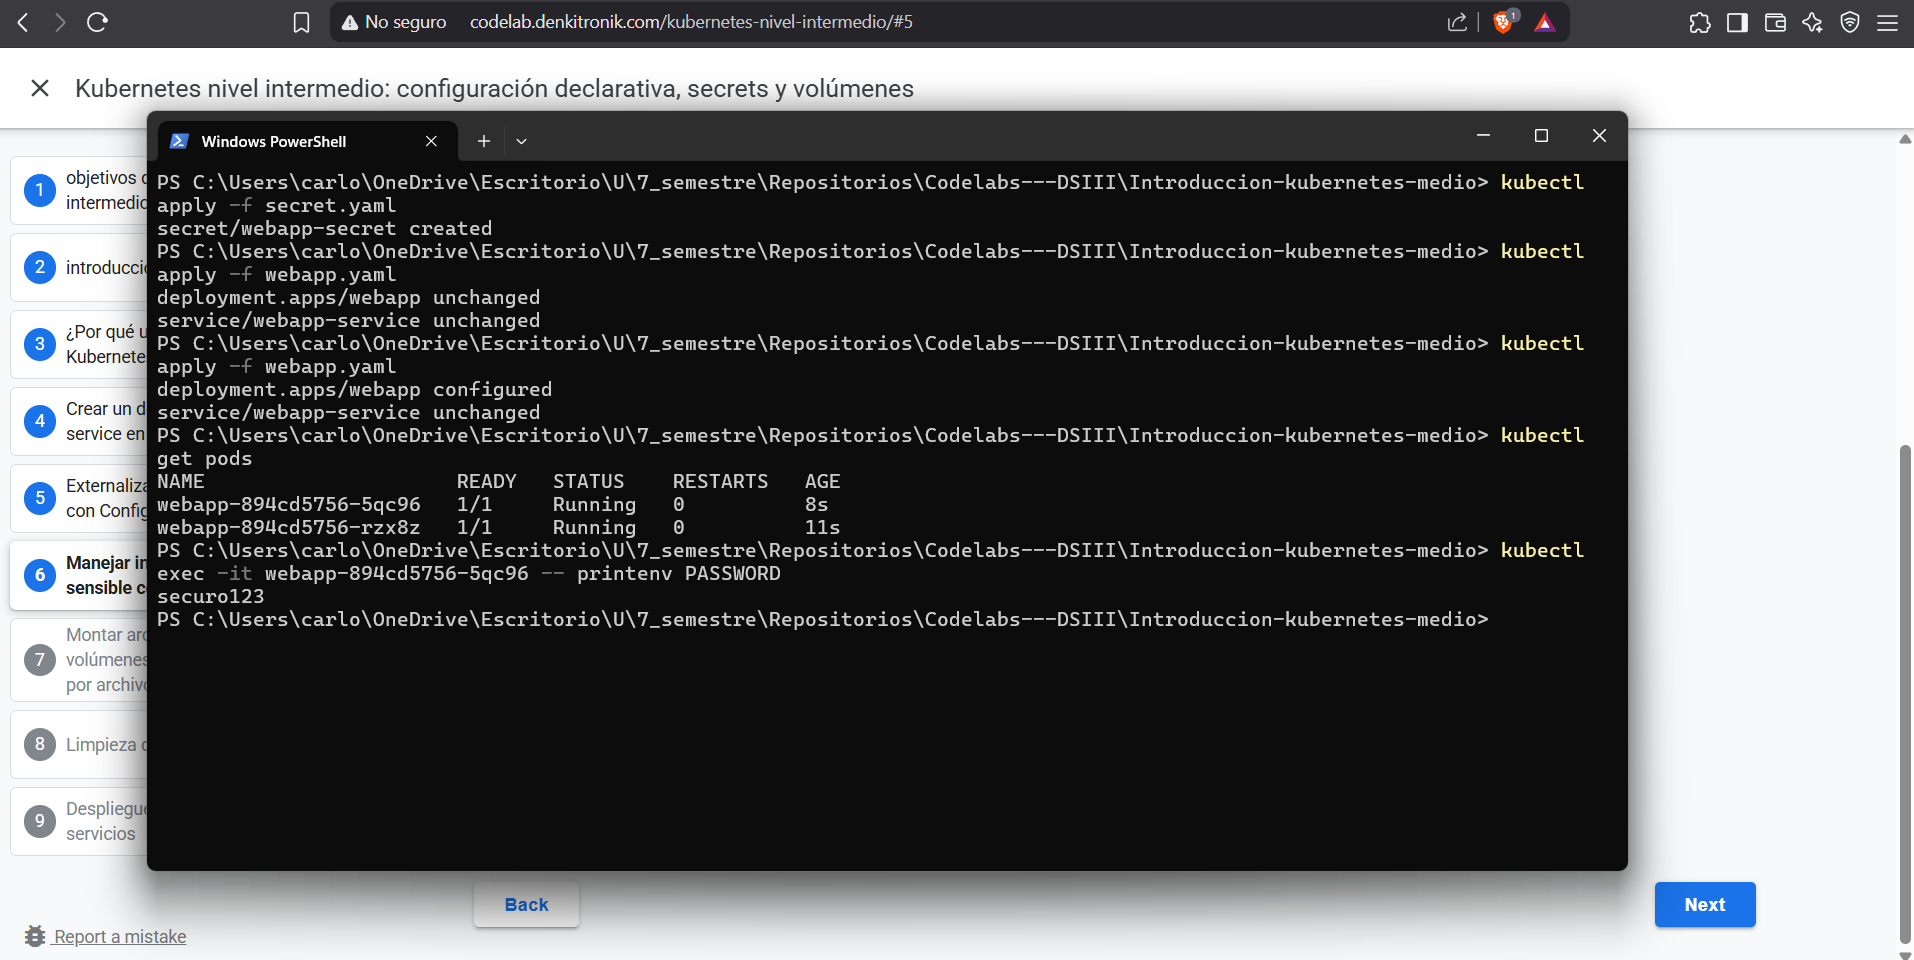 No seguro codelab.denkitronik.com/kubernetes-nivel-intermedio/#5
1
Kubernetes nivel intermedio: configuración declarativa, secrets y volúmenes
Windows PowerShell
1
objetivos
intermedio
2
3
¿Por qué
Kubernete
4
Crear un
service en
5
con
6
Manejar
sensible
7
Montar
volúmenes
por
8
Limpieza
9
Despliegue
servicios
PS C:\Users\carlo\OneDrive\Escritorio\U\7_semestre\Repositorios\Codelabs---DSIII\Introduccion-kubernetes-medio> kubectl
apply -f secret.yaml
secret/webapp-secret created
PS C:\Users\carlo\OneDrive\Escritorio\U\7_semestre\Repositorios\Codelabs---DSIII\Introduccion-kubernetes-medio> kubectl
apply -f webapp.yaml
deployment.apps/webapp unchanged
service/webapp-service unchanged
PS C:\Users\carlo\OneDrive\Escritorio\U\7_semestre\Repositorios\Codelabs---DSIII\Introduccion-kubernetes-medio> kubectl
apply -f webapp.yaml
deployment.apps/webapp configured
service/webapp-service unchanged
PS C:\Users\carlo\OneDrive\Escritorio\U\7_semestre\Repositorios\Codelabs---DSIII\Introduccion-kubernetes-medio> kubectl
get pods
NAME READY STATUS RESTARTS AGE
webapp-894cd5756-5qc96 1/1 Running 0 8s
webapp-894cd5756-rzx8z 1/1 Running 0 11s
PS C:\Users\carlo\OneDrive\Escritorio\U\7_semestre\Repositorios\Codelabs---DSIII\Introduccion-kubernetes-medio> kubectl
exec -it webapp-894cd5756-5qc96 -- printenv PASSWORD
securo123
PS C:\Users\carlo\OneDrive\Escritorio\U\7_semestre\Repositorios\Codelabs---DSIII\Introduccion-kubernetes-medio>
Back
Next
Report a mistake